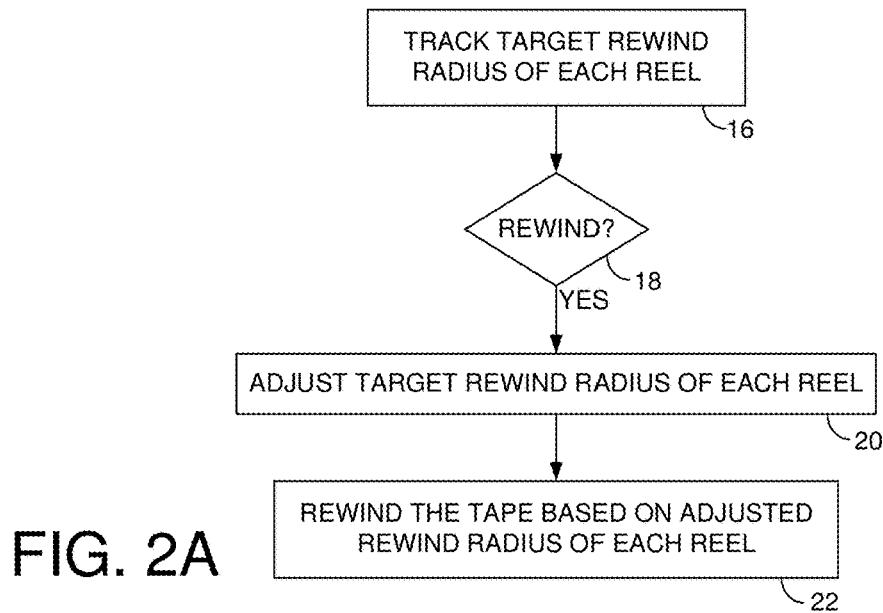 TRACK TARGET REWIND
RADIUS OF EACH REEL
16
REWIND?
18
YES
ADJUST TARGET REWIND RADIUS OF EACH REEL
20
REWIND THE TAPE BASED ON ADJUSTED
REWIND RADIUS OF EACH REEL
22
FIG. 2A